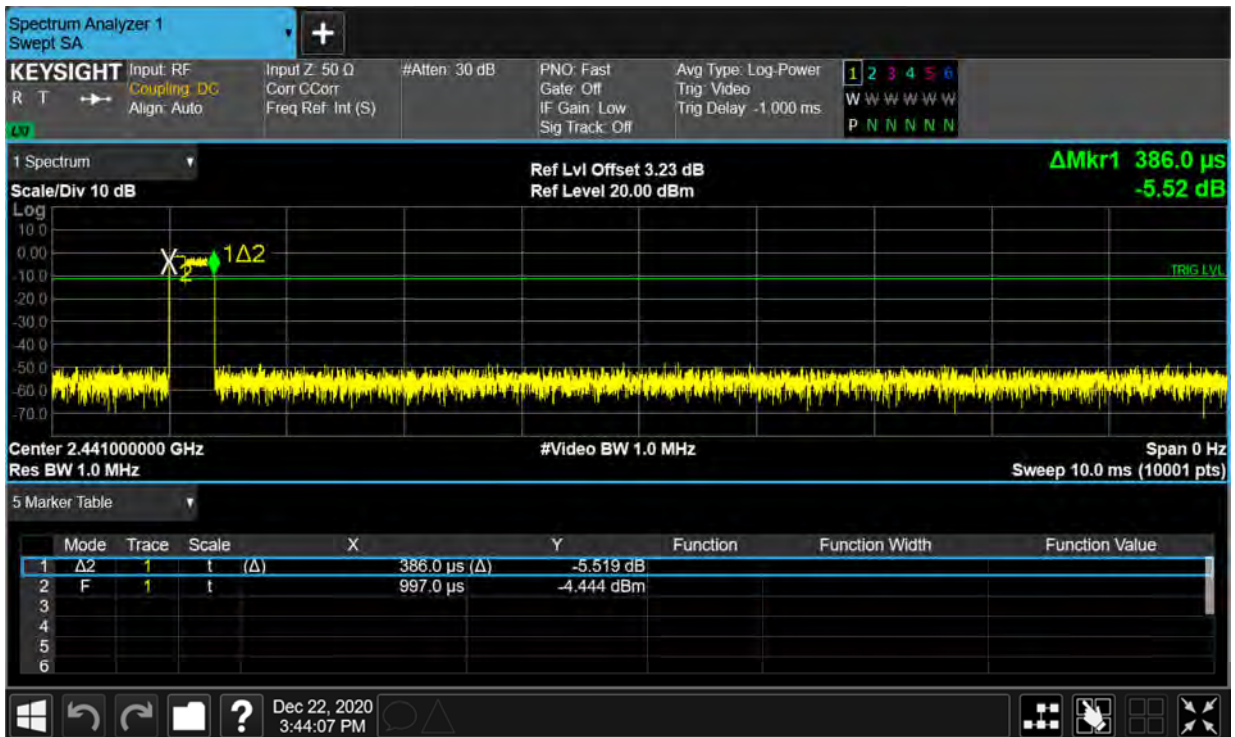 Spectrum Analyzer 1
Swept SA
+
KEYSIGHT Input: RF Input Z: 50 Ω #Atten: 30 dB PNO: Fast Avg Type: Log-Power 1 2 3 4 5 6
R T Coupling: DC Corr CCorr Gate: Off Trig: Video W W W W W W
Align: Auto Freq Ref: Int (S) IF Gain: Low Trig Delay: -1.000 ms P N N N N N
Sig Track: Off
LXI
1 Spectrum Ref Lvl Offset 3.23 dB ΔMkr1 386.0 µs
Scale/Div 10 dB Ref Level 20.00 dBm -5.52 dB
Log
10.0
0.00 X 2 1Δ2
-10.0 TRIG LVL
-20.0
-30.0
-40.0
-50.0
-60.0
-70.0
Center 2.441000000 GHz #Video BW 1.0 MHz Span 0 Hz
Res BW 1.0 MHz Sweep 10.0 ms (10001 pts)
5 Marker Table
Mode Trace Scale X Y Function Function Width Function Value
1 Δ2 1 t (Δ) 386.0 µs (Δ) -5.519 dB
2 F 1 t 997.0 µs -4.444 dBm
3
4
5
6
? Dec 22, 2020
3:44:07 PM